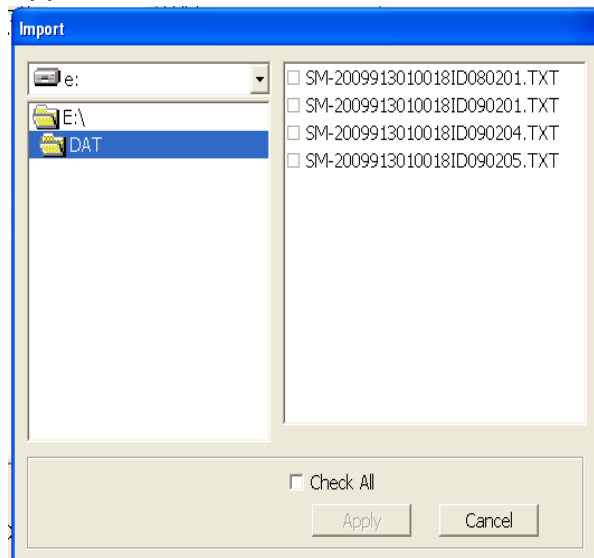 Import
e:
E:\
DAT
SM-2009913010018ID080201.TXT
SM-2009913010018ID090201.TXT
SM-2009913010018ID090204.TXT
SM-2009913010018ID090205.TXT
Check All
Apply
Cancel